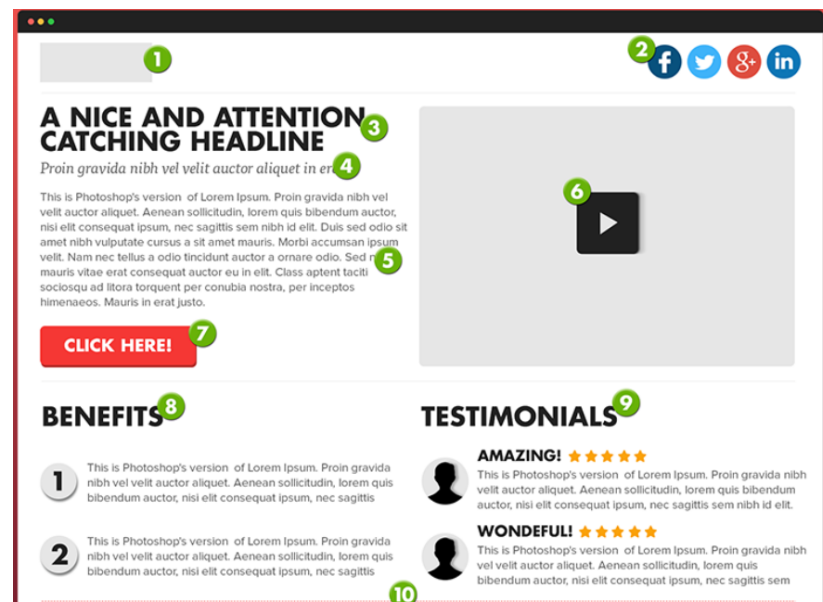 1
2
f
g+
in
A NICE AND ATTENTION
CATCHING HEADLINE
3
Proin gravida nibh vel velit auctor aliquet in
4
This is Photoshop's version of Lorem Ipsum. Proin gravida nibh vel
velit auctor aliquet. Aenean sollicitudin, lorem quis bibendum auctor,
nisi elit consequat ipsum, nec sagittis sem nibh id elit. Duis sed odio sit
amet nibh vulputate cursus a sit amet mauris. Morbi accumsan ipsum
velit. Nam nec tellus a odio tincidunt auctor a ornare odio. Sed
mauris vitae erat consequat auctor eu in elit. Class aptent taciti
sociosqu ad litora torquent per conubia nostra, per inceptos
himenaeos. Mauris in erat justo.
5
6
CLICK HERE!
7
BENEFITS
8
1
This is Photoshop's version of Lorem Ipsum. Proin gravida
nibh vel velit auctor aliquet. Aenean sollicitudin, lorem quis
bibendum auctor, nisi elit consequat ipsum, nec sagittis
2
This is Photoshop's version of Lorem Ipsum. Proin gravida
nibh vel velit auctor aliquet. Aenean sollicitudin, lorem quis
bibendum auctor, nisi elit consequat ipsum, nec sagittis
TESTIMONIALS
9
AMAZING!
This is Photoshop's version of Lorem Ipsum. Proin gravida nibh
velit auctor aliquet. Aenean sollicitudin, lorem quis bibendum
auctor, nisi elit consequat ipsum, nec sagittis sem nibh id elit.
WONDEFUL!
This is Photoshop's version of Lorem Ipsum. Proin gravida nibh
vel velit auctor aliquet. Aenean sollicitudin, lorem quis
bibendum auctor, nisi elit consequat ipsum, nec sagittis sem
10